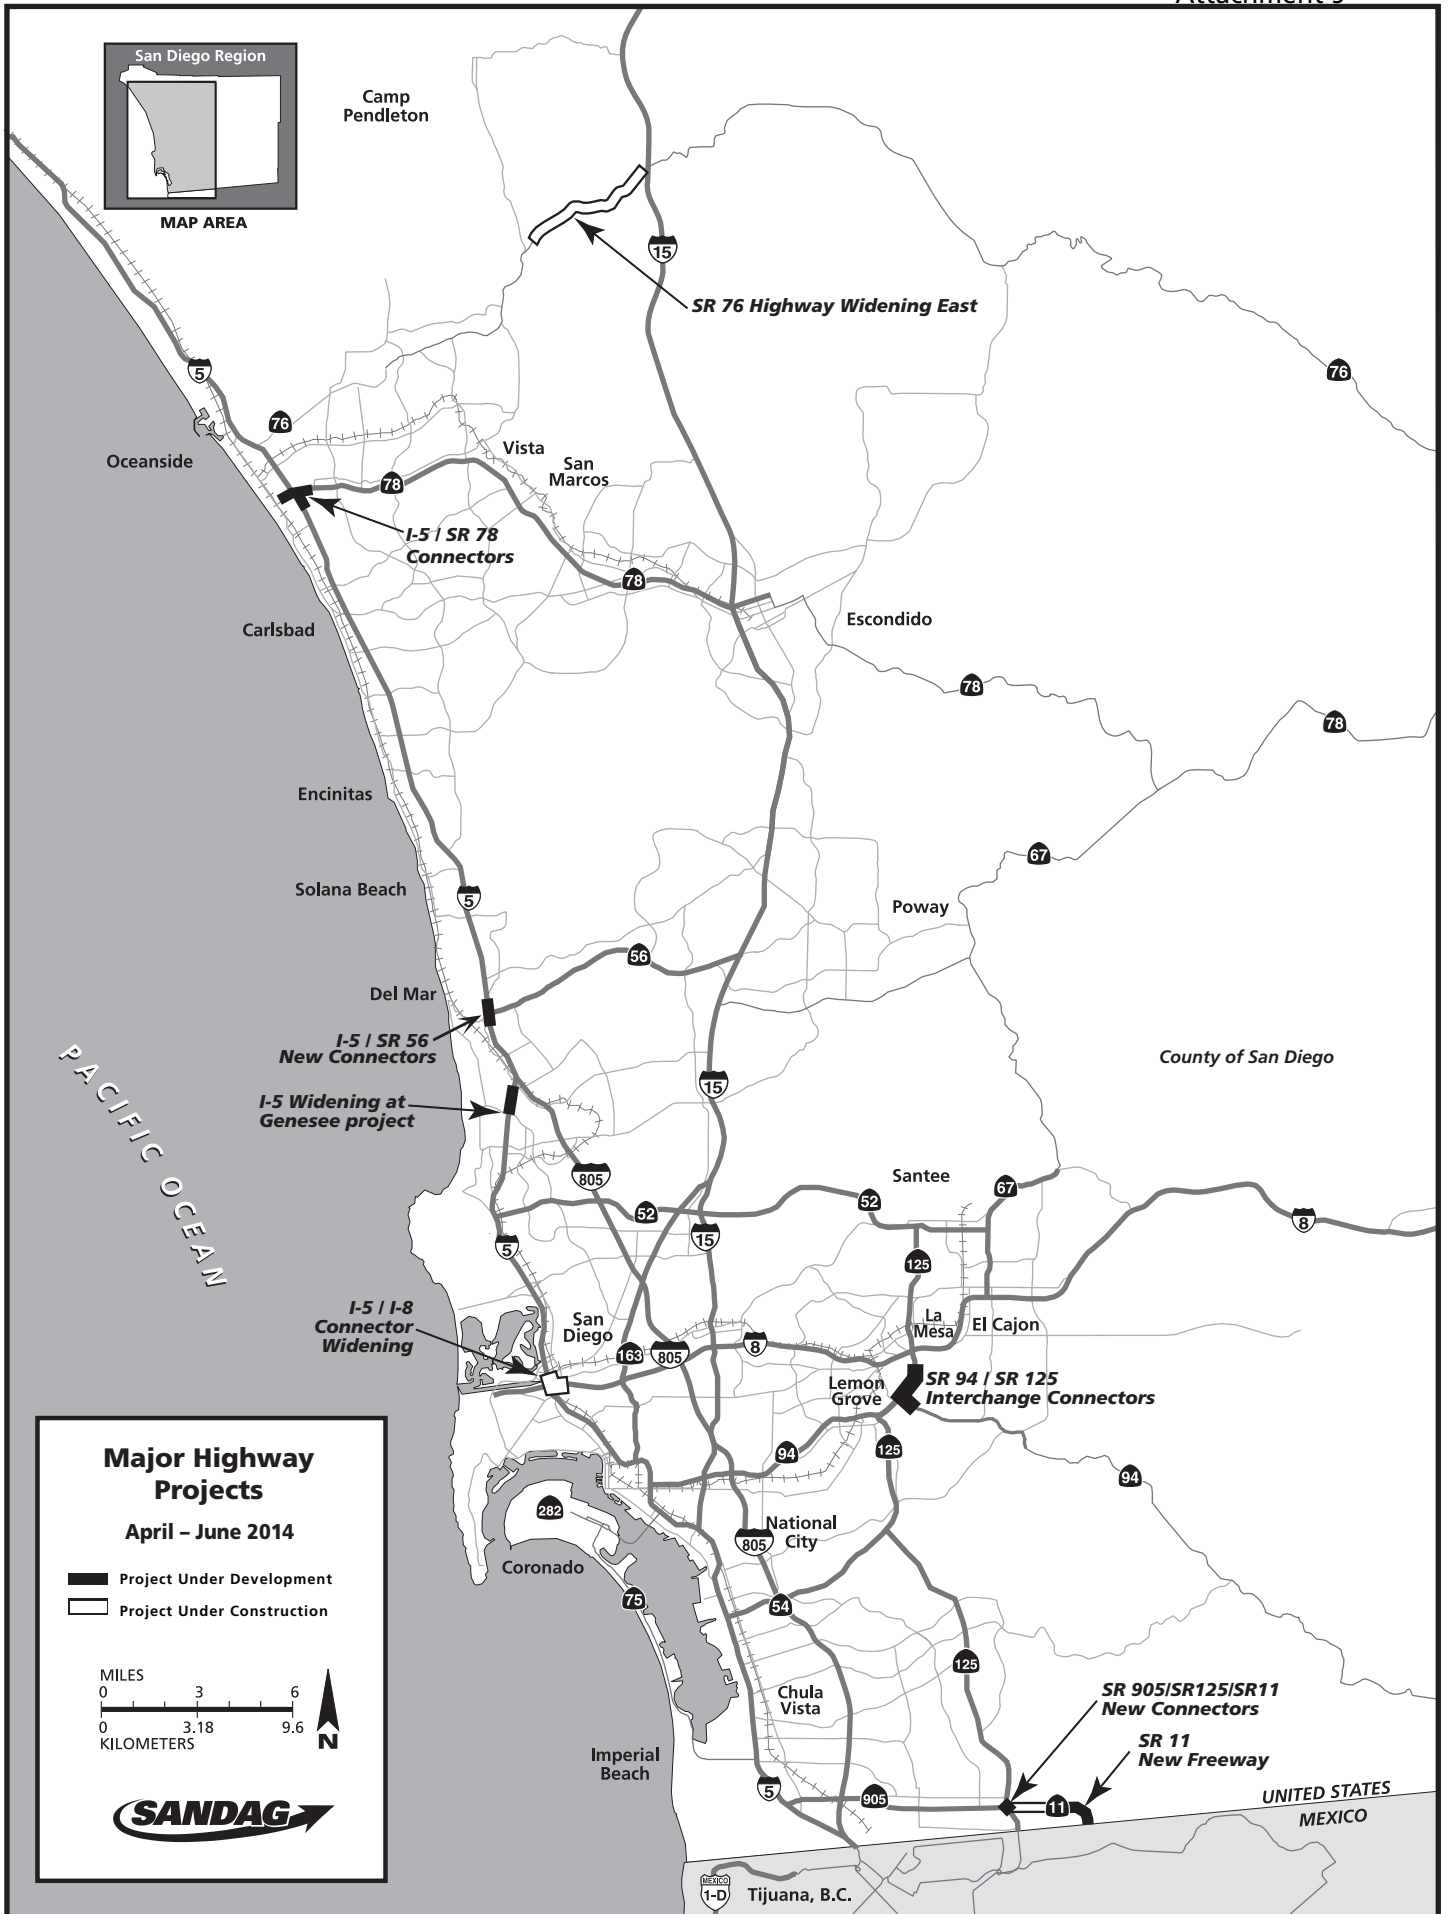 Attachment 3
San Diego Region
MAP AREA
Camp
Pendleton
15
SR 76 Highway Widening East
76
5
76
Oceanside
Vista
San
Marcos
78
I-5 / SR 78
Connectors
78
Carlsbad
Escondido
78
78
Encinitas
67
Solana Beach
5
Poway
56
Del Mar
I-5 / SR 56
New Connectors
County of San Diego
15
I-5 Widening at
Genesee project
PACIFIC OCEAN
805
Santee
67
52
52
8
5
15
125
I-5 / I-8
Connector
Widening
San
Diego
La
Mesa
El Cajon
163
805
8
Lemon
Grove
SR 94 / SR 125
Interchange Connectors
94
125
94
282
National
City
805
Coronado
75
54
125
Chula
Vista
SR 905/SR125/SR11
New Connectors
SR 11
New Freeway
Imperial
Beach
5
905
11
UNITED STATES
MEXICO
MEXICO
1-D
Tijuana, B.C.
Major Highway
Projects
April – June 2014
Project Under Development
Project Under Construction
MILES
0 3 6
0 3.18 9.6
KILOMETERS
N
SANDAG